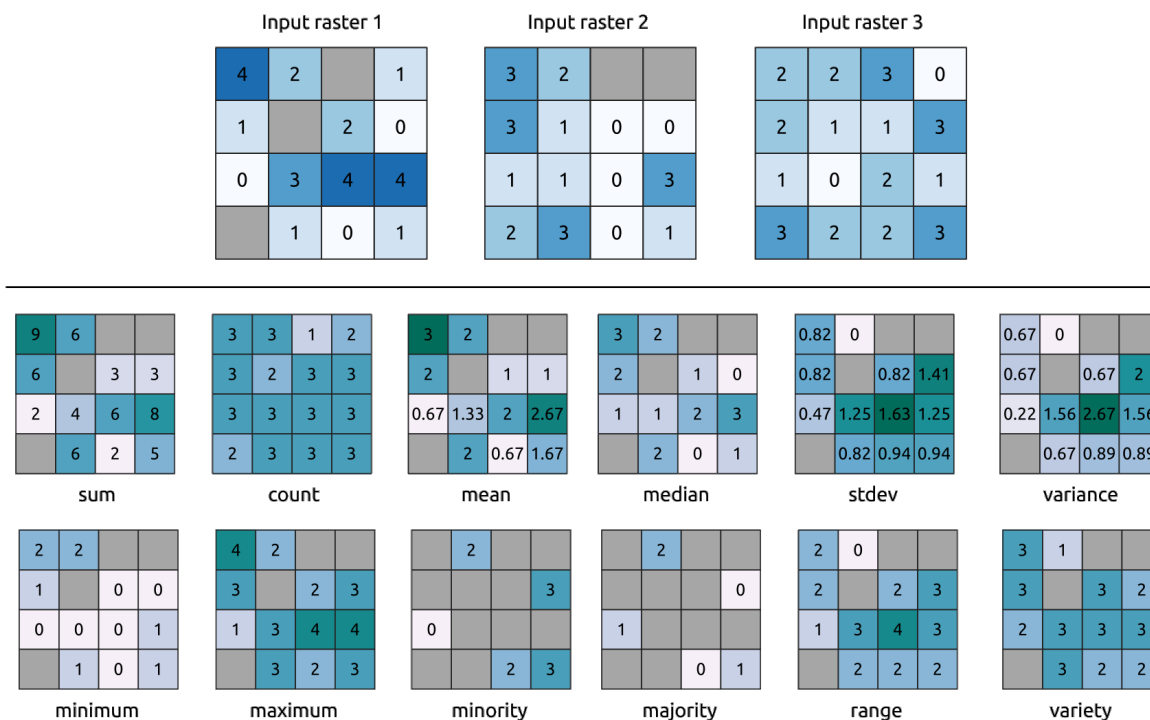 Input raster 1 Input raster 2 Input raster 3
4 2 1 3 2 2 2 3 0
1 2 0 3 1 0 0 2 1 1 3
0 3 4 4 1 1 0 3 1 0 2 1
1 0 1 2 3 0 1 3 2 2 3
9 6 3 3 1 2 3 2 3 2 0.82 0 0.67 0
6 3 3 3 2 3 3 2 1 1 2 1 0 0.82 0.82 1.41 0.67 0.67 2
2 4 6 8 3 3 3 3 0.67 1.33 2 2.67 1 1 2 3 0.47 1.25 1.63 1.25 0.22 1.56 2.67 1.56
6 2 5 2 3 3 3 2 0.67 1.67 2 0 1 0.82 0.94 0.94 0.67 0.89 0.89
sum count mean median stdev variance
2 2 4 2 2 2 2 0 3 1
1 0 0 3 2 3 3 0 2 2 3 3 3 2
0 0 0 1 1 3 4 4 0 1 1 3 4 3 2 3 3 3
1 0 1 3 2 3 2 3 0 1 2 2 2 3 2 2
minimum maximum minority majority range variety